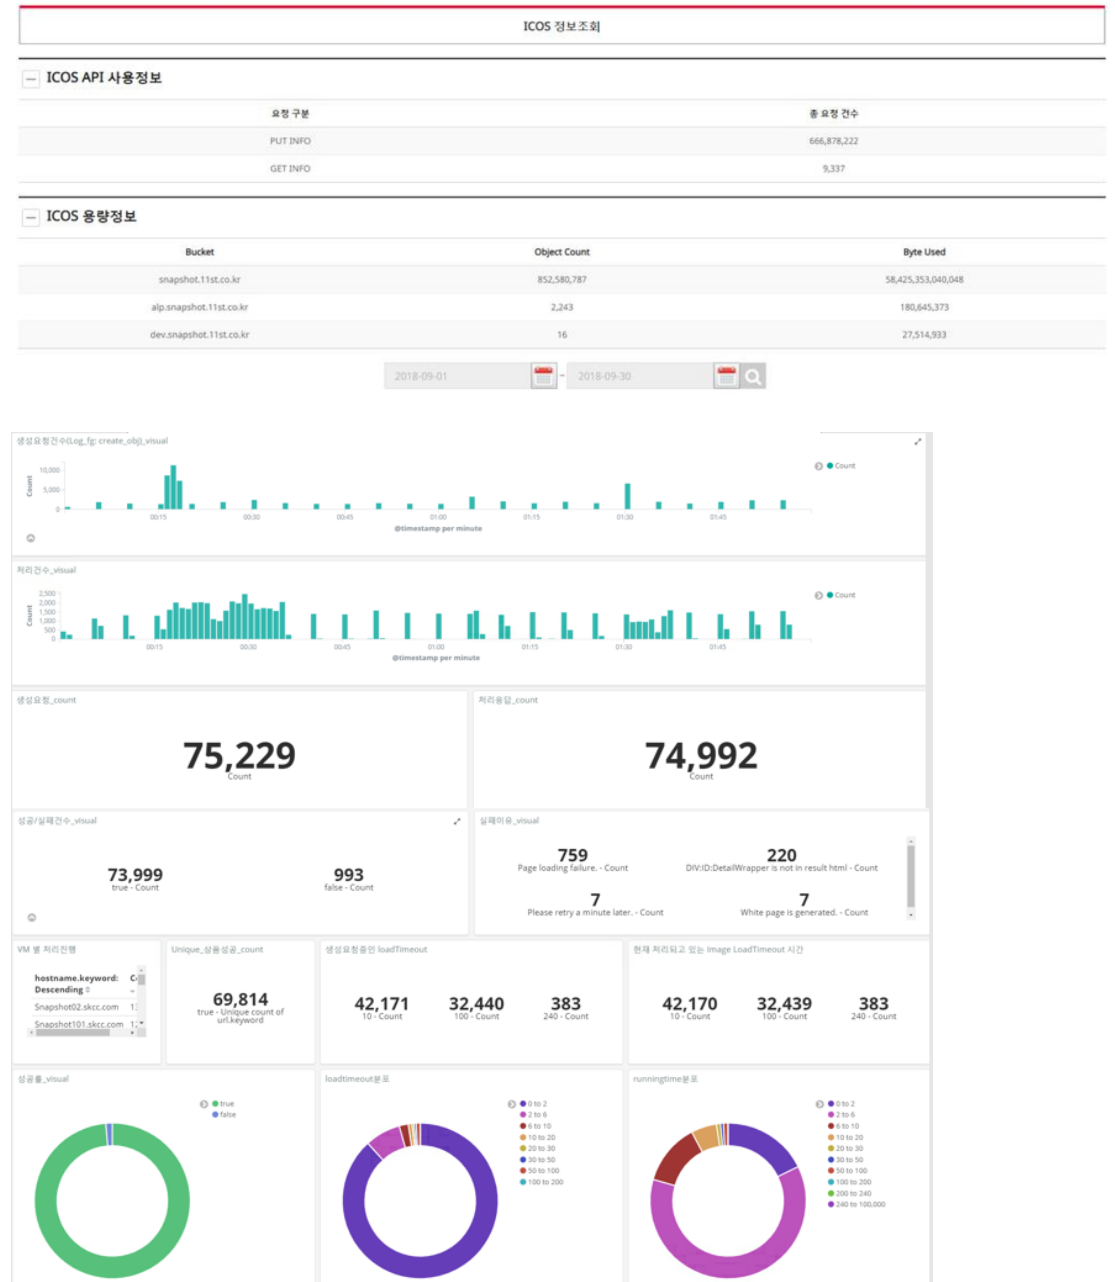 ICOS 정보조회
ICOS API 사용정보
요청 구분 총 요청 건수
PUT INFO 666,878,222
GET INFO 9,337
ICOS 용량정보
Bucket Object Count Byte Used
snapshot.11st.co.kr 852,580,787 58,425,353,040,048
alp.snapshot.11st.co.kr 2,243 180,645,373
dev.snapshot.11st.co.kr 16 27,514,933
2018-09-01 – 2018-09-30
생성요청건수(Log_fg: create_obj)_visual
10,000
5,000
0
Count
00:15 00:30 00:45 01:00 01:15 01:30 01:45
@timestamp per minute
Count
처리건수_visual
2,500
2,000
1,500
1,000
500
0
Count
00:15 00:30 00:45 01:00 01:15 01:30 01:45
@timestamp per minute
Count
생성요청_count
75,229
Count
처리응답_count
74,992
Count
성공/실패건수_visual
73,999
true - Count
993
false - Count
실패이유_visual
759
Page loading failure. - Count
220
DIV:ID:DetailWrapper is not in result html - Count
7
Please retry a minute later. - Count
7
White page is generated. - Count
VM 별 처리진행
hostname.keyword:
Descending
Snapshot02.skcc.com
Snapshot101.skcc.com
Unique_상품성공_count
69,814
true - Unique count of
url.keyword
생성요청중인 loadTimeout
42,171
10 - Count
32,440
100 - Count
383
240 - Count
현재 처리되고 있는 Image LoadTimeout 시간
42,170
10 - Count
32,439
100 - Count
383
240 - Count
성공률_visual
true
false
loadtimeout분포
0 to 2
2 to 6
6 to 10
10 to 20
20 to 30
30 to 50
50 to 100
100 to 200
runningtime분포
0 to 2
2 to 6
6 to 10
10 to 20
20 to 30
30 to 50
50 to 100
100 to 200
200 to 240
240 to 100,000